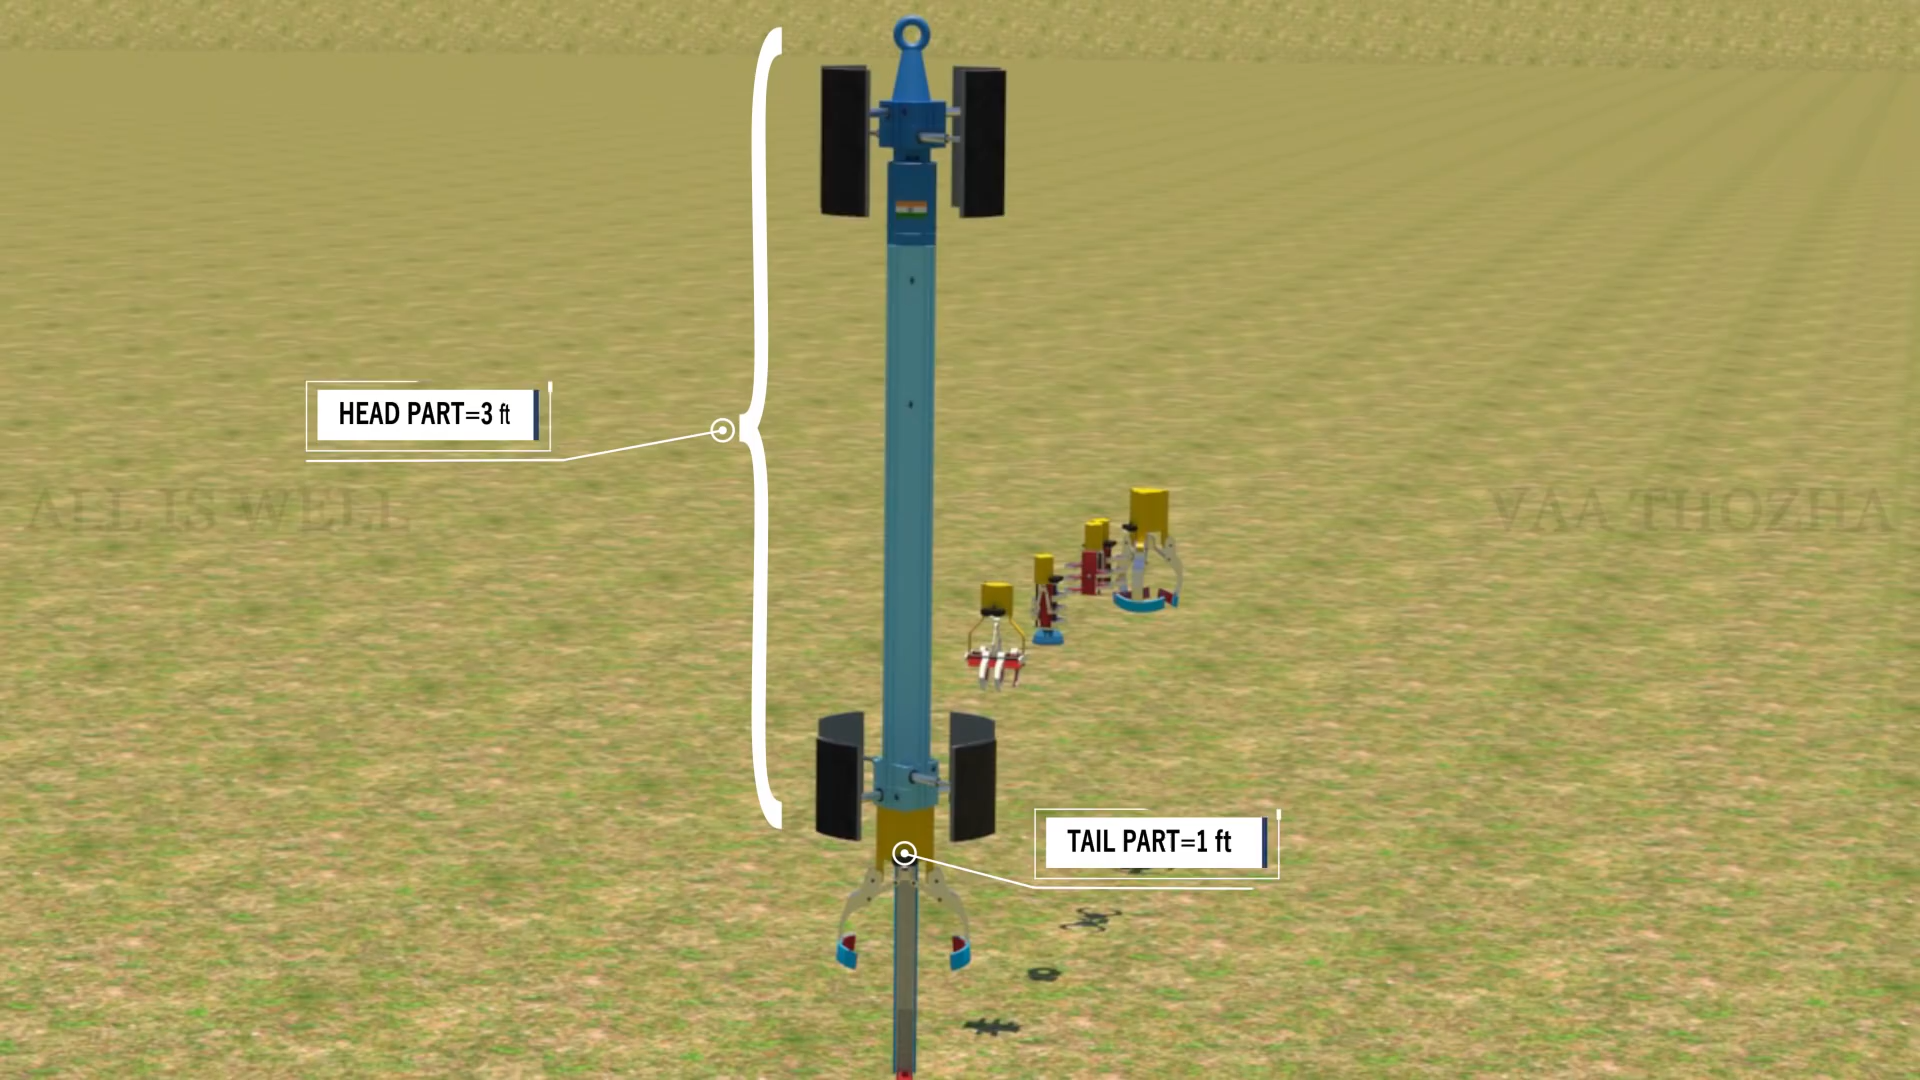 HEAD PART=3 ft
ALL IS WELL
VAA THOZHA
TAIL PART=1 ft